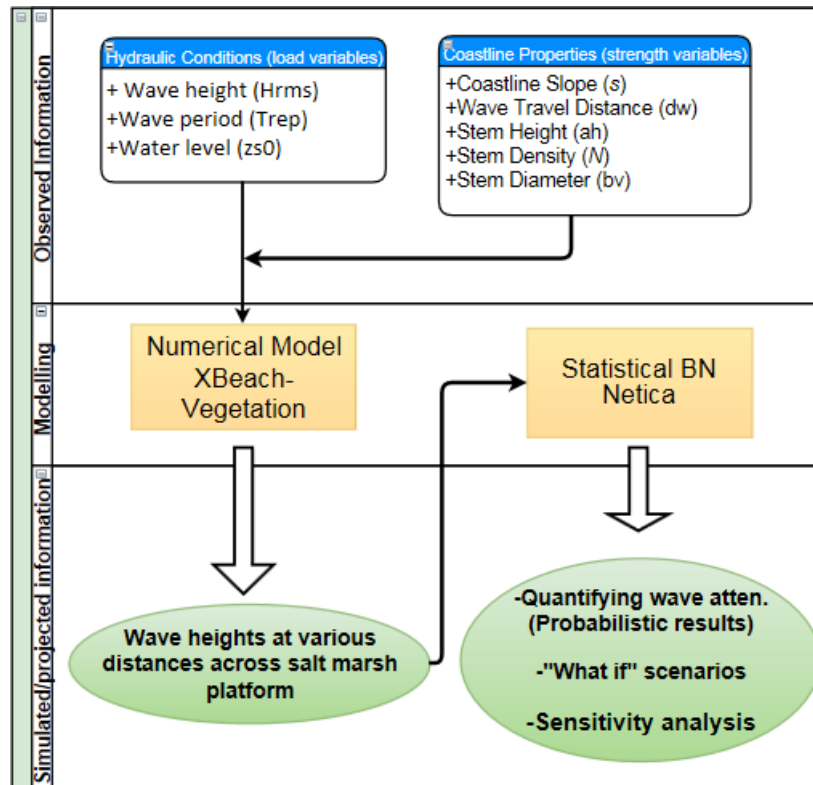 Observed Information
Hydraulic Conditions (load variables)
+ Wave height (Hrms)
+Wave period (Trep)
+Water level (zs0)
Coastline Properties (strength variables)
+Coastline Slope (s)
+Wave Travel Distance (dw)
+Stem Height (ah)
+Stem Density (N)
+Stem Diameter (bv)
Modelling
Numerical Model
XBeach-
Vegetation
Statistical BN
Netica
Simulated/projected information
Wave heights at various
distances across salt marsh
platform
-Quantifying wave atten.
(Probabilistic results)
-"What if" scenarios
-Sensitivity analysis